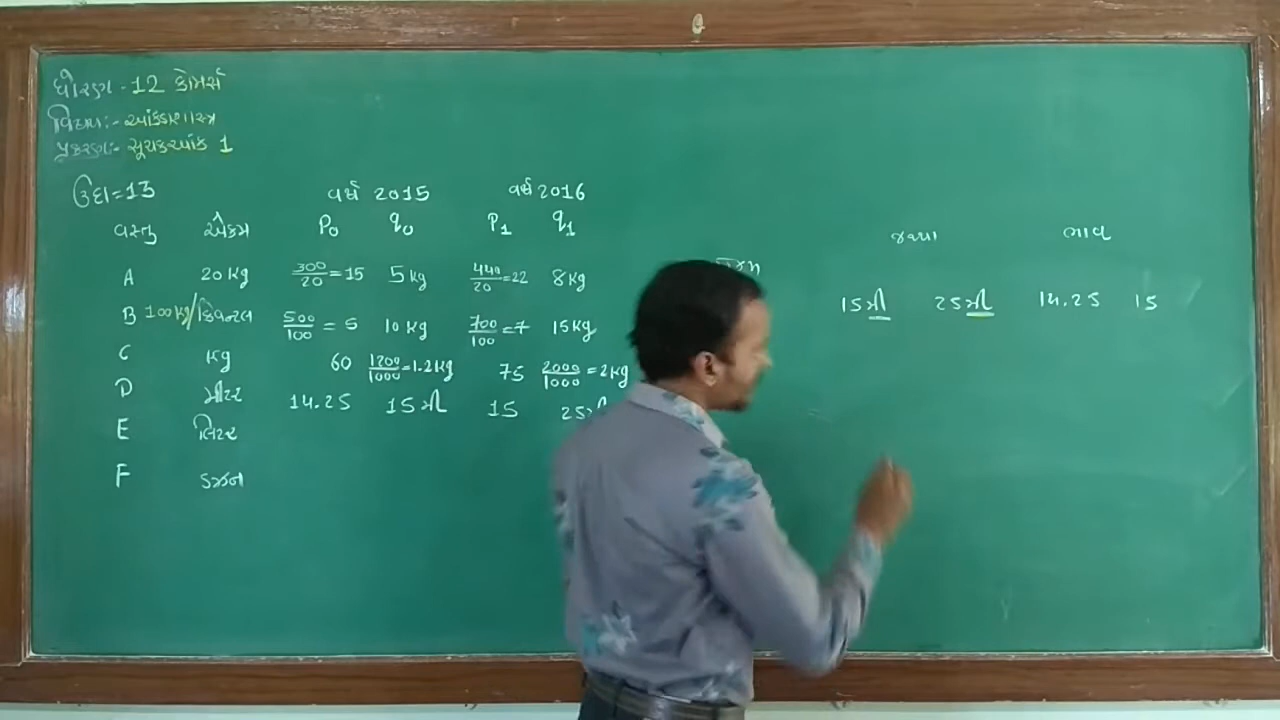 ધોરણ - 12 કોમર્સ
વિષય:- આંકડાશાસ્ત્ર
પ્રકરણ:- સૂચકઆંક 1
ઉદા=13 વર્ષ 2015 વર્ષ 2016
વસ્તુ એકમ P₀ q₀ P₁ q₁
જથ્થા ભાવ
A 20 kg 300/20 = 15 5 kg 440/20 = 22 8 kg
B 100 kg/ક્વિન્ટલ 500/100 = 5 10 kg 700/100 = 7 15 kg
C kg 60 1200/1000 = 1.2 kg 75 2000/1000 = 2 kg
D મીટર 14.25 15 મી 15 25 મી
E લિટર
F ડઝન
15 મી 25 મી 14.25 15